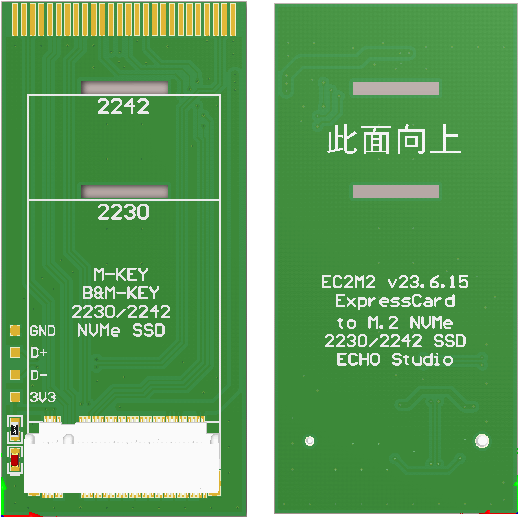 2242
2230
M-KEY
B&M-KEY
2230/2242
NVMe SSD
GND
D+
D-
3V3
此面向上
EC2M2 v23.6.15
ExpressCard
to M.2 NVMe
2230/2242 SSD
ECHO Studio